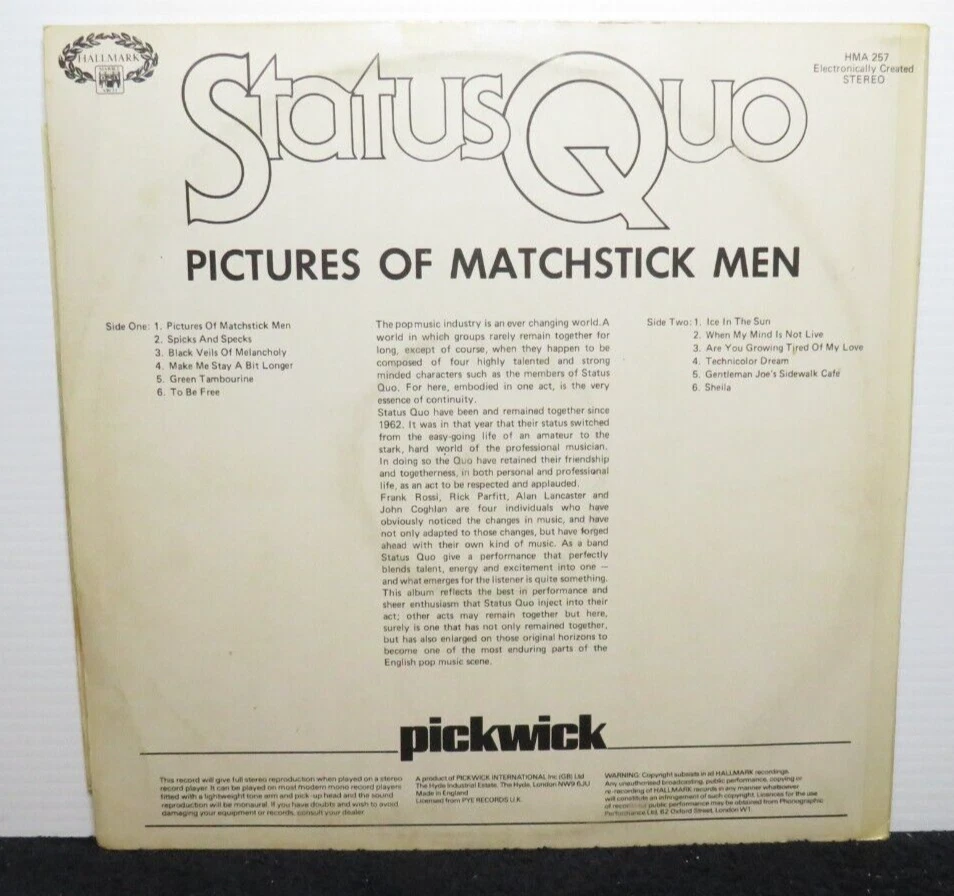 HALLMARK
HMA 257
Electronically Created
STEREO
Status Quo
PICTURES OF MATCHSTICK MEN
Side One: 1. Pictures Of Matchstick Men
2. Spicks And Specks
3. Black Veils Of Melancholy
4. Make Me Stay A Bit Longer
5. Green Tambourine
6. To Be Free
The pop music industry is an ever changing world. A
world in which groups rarely remain together for
long, except of course, when they happen to be
composed of four highly talented and strong
minded characters such as the members of Status
Quo. For here, embodied in one act, is the very
essence of continuity.
Status Quo have been and remained together since
1962. It was in that year that their status switched
from the easy-going life of an amateur to the
stark, hard world of the professional musician.
In doing so the Quo have retained their friendship
and togetherness, in both personal and professional
life, as an act to be respected and applauded.
Frank Rossi, Rick Parfitt, Alan Lancaster and
John Coghlan are four individuals who have
obviously noticed the changes in music, and have
not only adapted to those changes, but have forged
ahead with their own kind of music. As a band
Status Quo give a performance that perfectly
blends talent, energy and excitement into one —
and what emerges for the listener is quite something.
This album reflects the best in performance and
sheer enthusiasm that Status Quo inject into their
act; other acts may remain together but here,
surely is one that has not only remained together,
but has also enlarged on those original horizons to
become one of the most enduring parts of the
English pop music scene.
Side Two: 1. Ice In The Sun
2. When My Mind Is Not Live
3. Are You Growing Tired Of My Love
4. Technicolor Dream
5. Gentleman Joe's Sidewalk Café
6. Sheila
pickwick
This record will give full stereo reproduction when played on a stereo
record player. It can be played on most modern mono record players
fitted with a lightweight tone arm and pick-up head and the sound
reproduction will be monaural. If you have doubts and wish to avoid
damaging your equipment or records, consult your dealer.
A product of PICKWICK INTERNATIONAL Inc (GB) Ltd
The Hyde Industrial Estate, The Hyde, London NW9 6JU
Made in England
Licensed from PYE RECORDS U.K.
WARNING: Copyright subsists in all HALLMARK recordings.
Any unauthorised broadcasting, public performance, copying or
re-recording of HALLMARK records in any manner whatsoever
will constitute an infringement of such copyright. Licences for the use
of records public performance may be obtained from Phonographic
Performance Ltd, 62 Oxford Street, London W1.